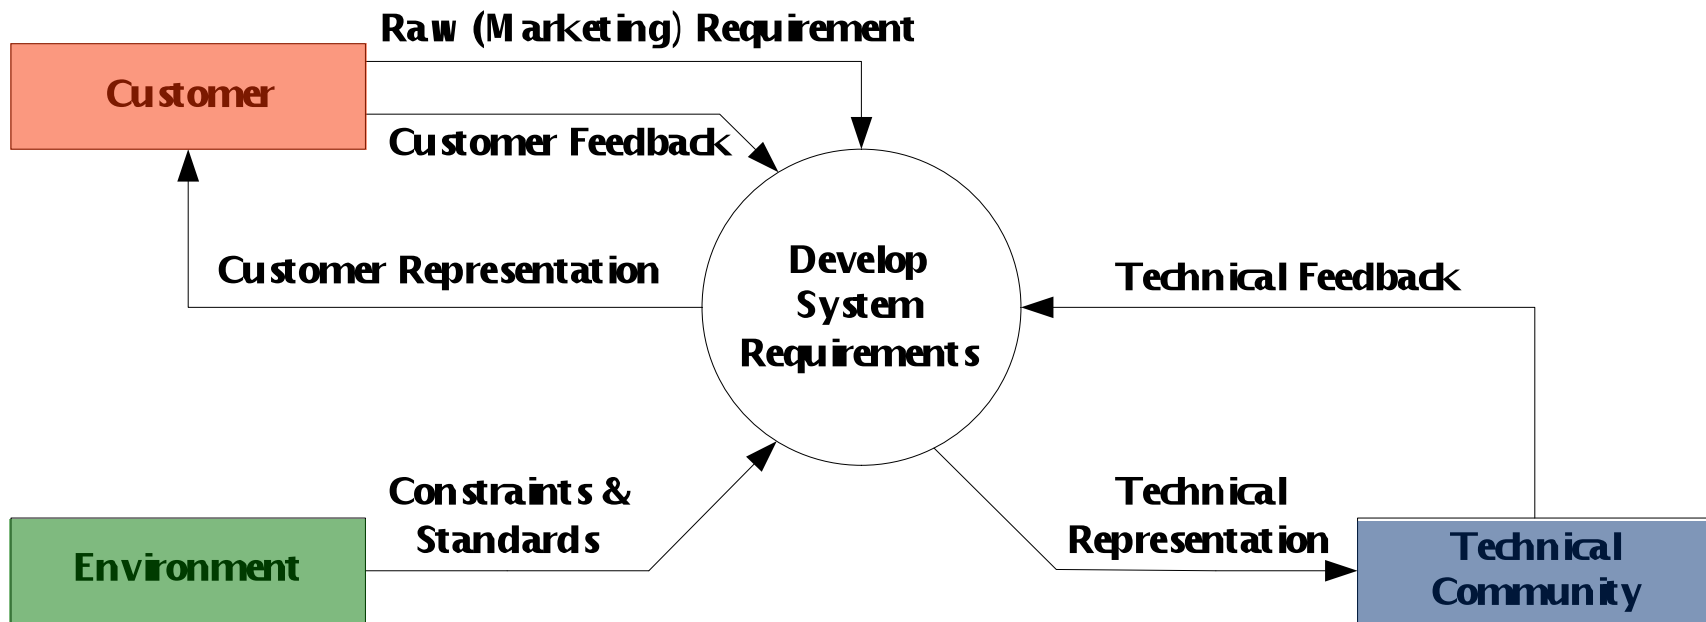 Raw (Marketing) Requirement
Customer
Customer Feedback
Customer Representation
Develop
System
Requirements
Technical Feedback
Constraints &
Standards
Environment
Technical
Representation
Technical
Community